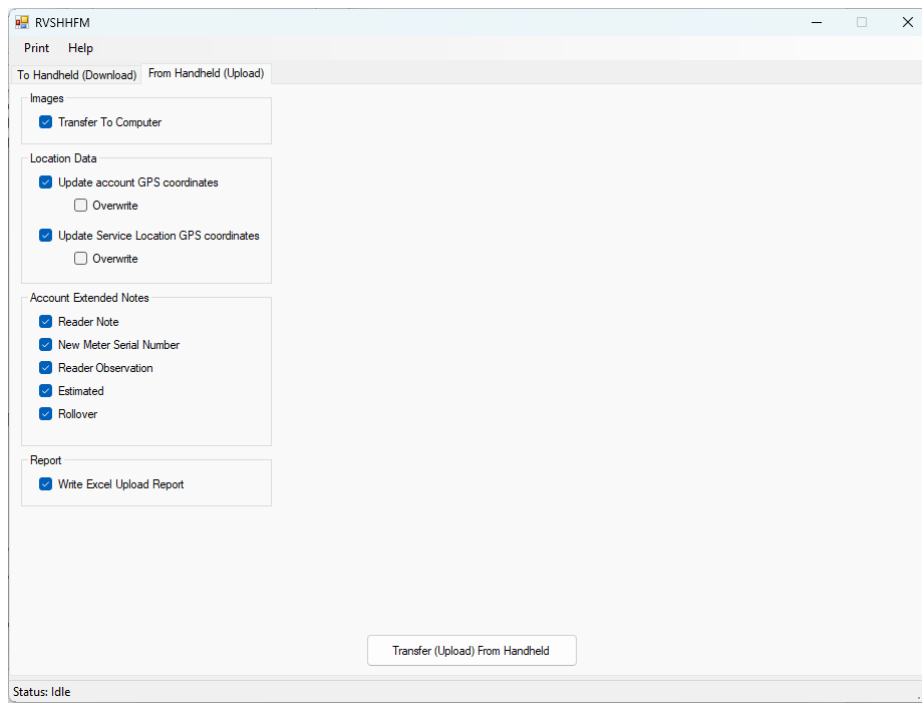 RVSHHFM
Print Help
To Handheld (Download) From Handheld (Upload)
Images
Transfer To Computer
Location Data
Update account GPS coordinates
Overwrite
Update Service Location GPS coordinates
Overwrite
Account Extended Notes
Reader Note
New Meter Serial Number
Reader Observation
Estimated
Rollover
Report
Write Excel Upload Report
Transfer (Upload) From Handheld
Status: Idle